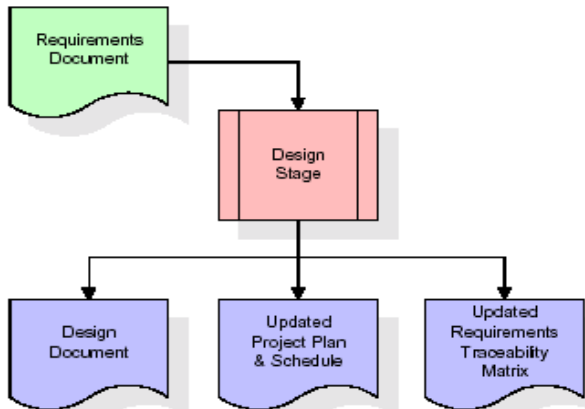 Requirements
Document
Design
Stage
Design
Document
Updated
Project Plan
& Schedule
Updated
Requirements
Traceability
Matrix